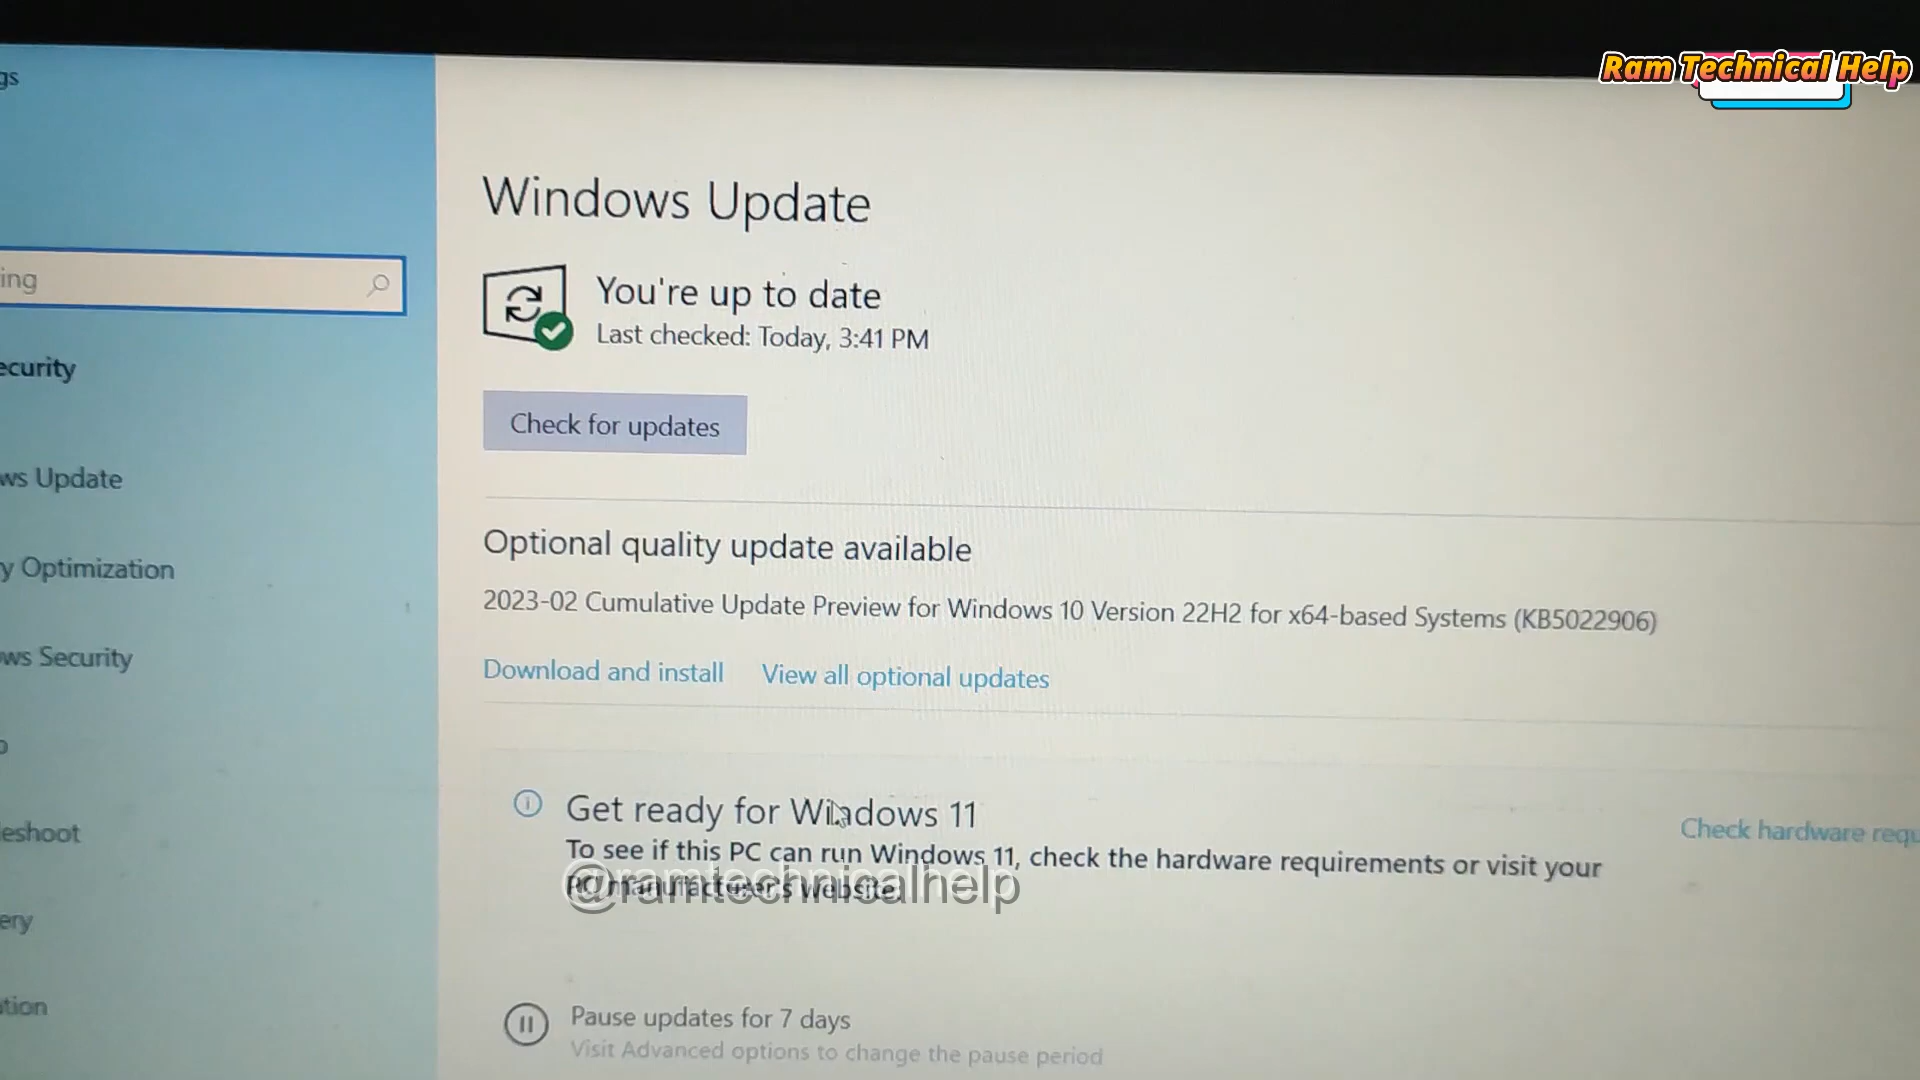 Ram Technical Help
gs
Windows Update
ing
You're up to date
Last checked: Today, 3:41 PM
ecurity
Check for updates
ws Update
Optional quality update available
y Optimization
2023-02 Cumulative Update Preview for Windows 10 Version 22H2 for x64-based Systems (KB5022906)
ws Security
Download and install View all optional updates
Get ready for Windows 11
Check hardware requ
eshoot
To see if this PC can run Windows 11, check the hardware requirements or visit your
PC manufacturer's website.
@ramtechnicalhelp
ery
tion
Pause updates for 7 days
Visit Advanced options to change the pause period